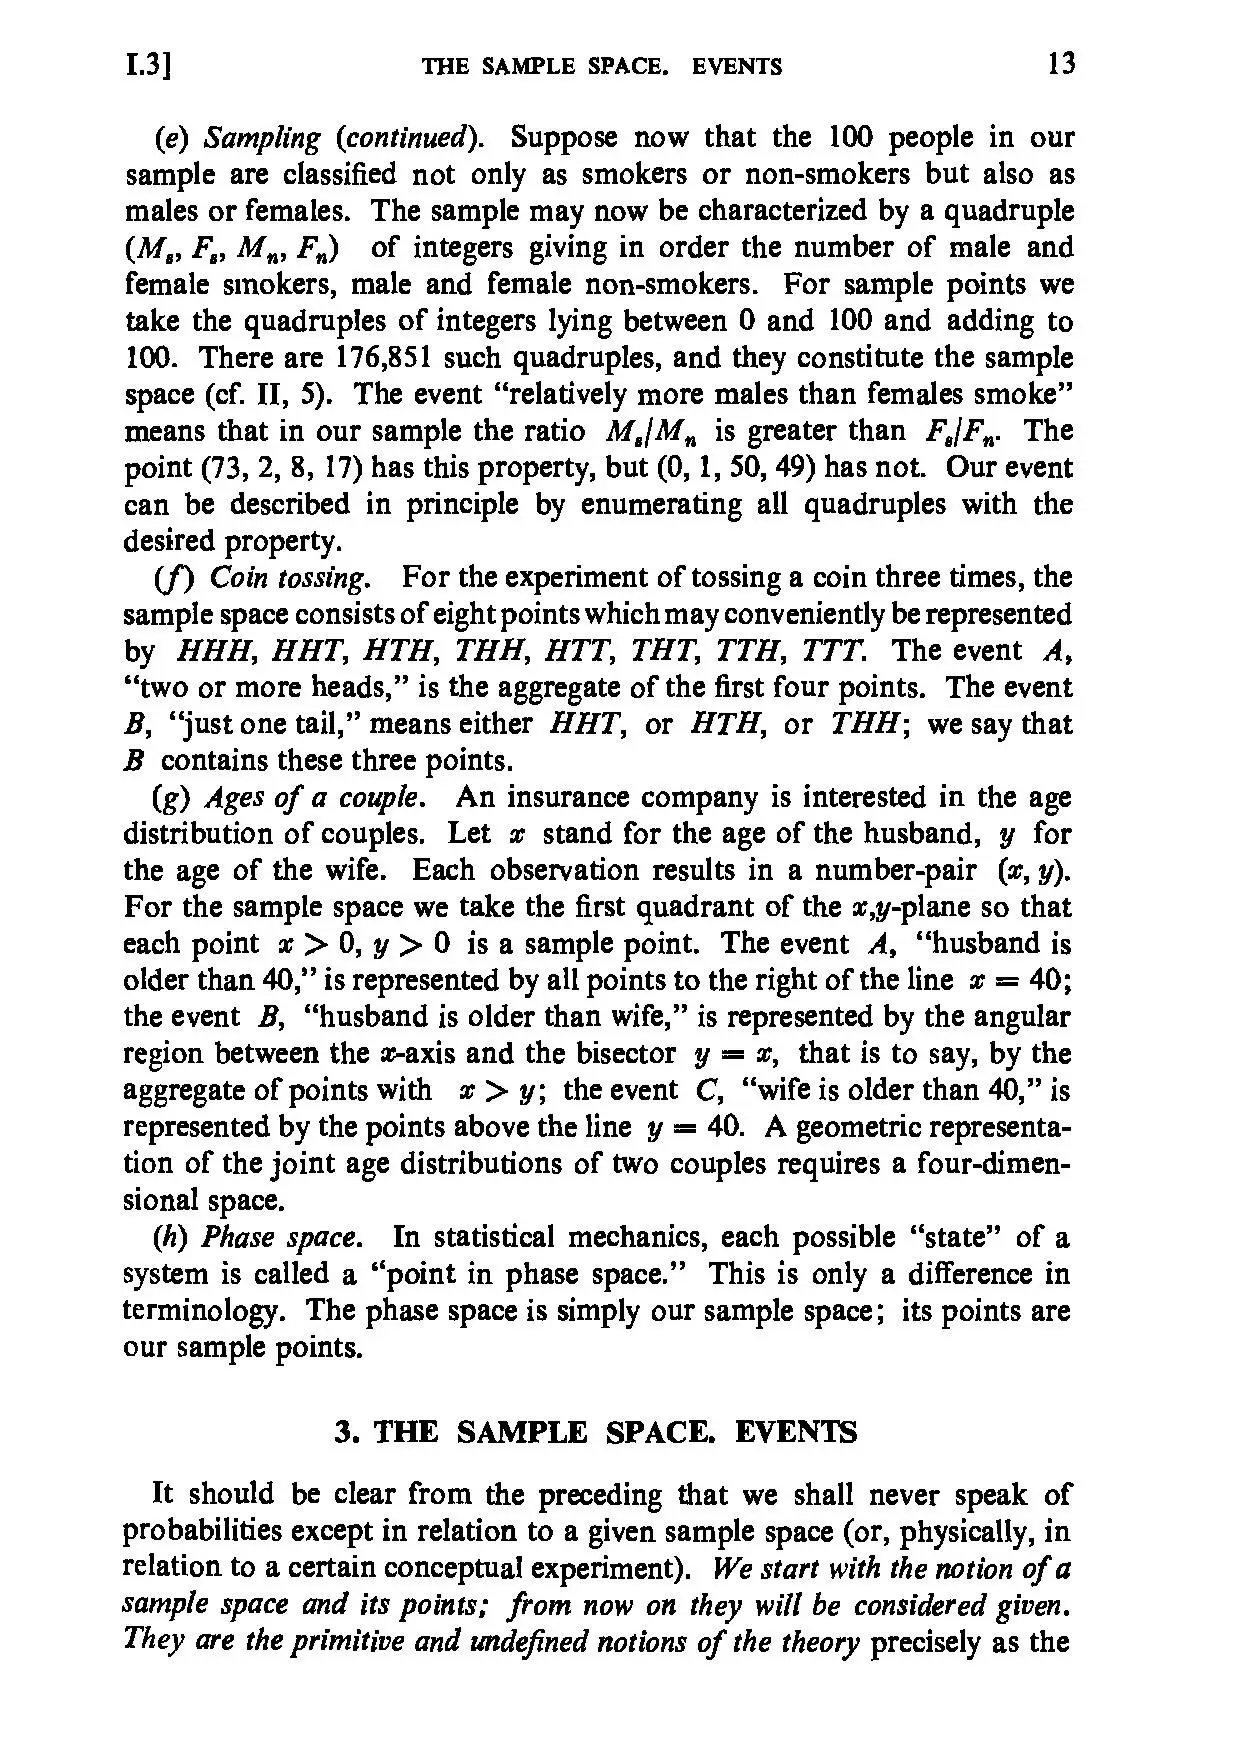 I.3] THE SAMPLE SPACE. EVENTS 13
(e) Sampling (continued). Suppose now that the 100 people in our
sample are classified not only as smokers or non-smokers but also as
males or females. The sample may now be characterized by a quadruple
(Mₛ, Fₛ, Mₙ, Fₙ) of integers giving in order the number of male and
female smokers, male and female non-smokers. For sample points we
take the quadruples of integers lying between 0 and 100 and adding to
100. There are 176,851 such quadruples, and they constitute the sample
space (cf. II, 5). The event “relatively more males than females smoke”
means that in our sample the ratio Mₛ/Mₙ is greater than Fₛ/Fₙ. The
point (73, 2, 8, 17) has this property, but (0, 1, 50, 49) has not. Our event
can be described in principle by enumerating all quadruples with the
desired property.
(f) Coin tossing. For the experiment of tossing a coin three times, the
sample space consists of eight points which may conveniently be represented
by HHH, HHT, HTH, THH, HTT, THT, TTH, TTT. The event A,
“two or more heads,” is the aggregate of the first four points. The event
B, “just one tail,” means either HHT, or HTH, or THH; we say that
B contains these three points.
(g) Ages of a couple. An insurance company is interested in the age
distribution of couples. Let x stand for the age of the husband, y for
the age of the wife. Each observation results in a number-pair (x, y).
For the sample space we take the first quadrant of the x,y-plane so that
each point x > 0, y > 0 is a sample point. The event A, “husband is
older than 40,” is represented by all points to the right of the line x = 40;
the event B, “husband is older than wife,” is represented by the angular
region between the x-axis and the bisector y = x, that is to say, by the
aggregate of points with x > y; the event C, “wife is older than 40,” is
represented by the points above the line y = 40. A geometric representa-
tion of the joint age distributions of two couples requires a four-dimen-
sional space.
(h) Phase space. In statistical mechanics, each possible “state” of a
system is called a “point in phase space.” This is only a difference in
terminology. The phase space is simply our sample space; its points are
our sample points.
3. THE SAMPLE SPACE. EVENTS
It should be clear from the preceding that we shall never speak of
probabilities except in relation to a given sample space (or, physically, in
relation to a certain conceptual experiment). We start with the notion of a
sample space and its points; from now on they will be considered given.
They are the primitive and undefined notions of the theory precisely as the